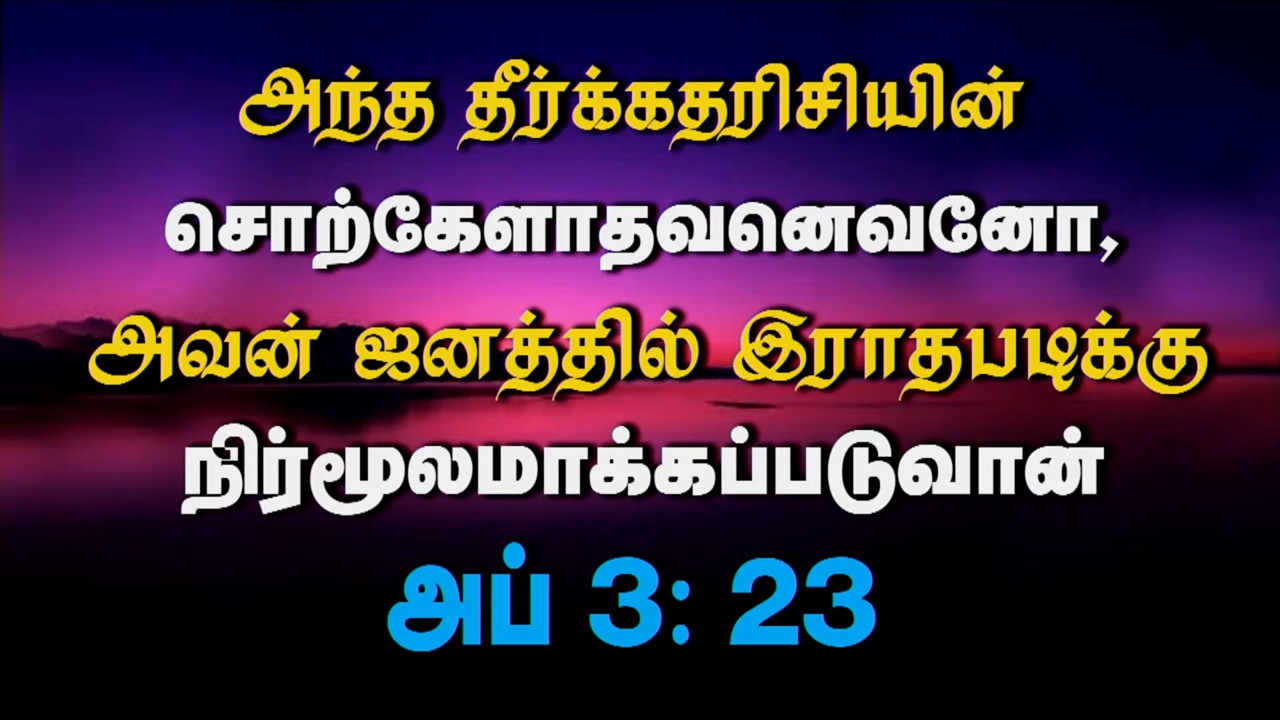 அந்த தீர்க்கதரிசியின்
சொற்கேளாதவனெவனோ,
அவன் ஜனத்தில் இராதபடிக்கு
நிர்மூலமாக்கப்படுவான்
அப் 3: 23